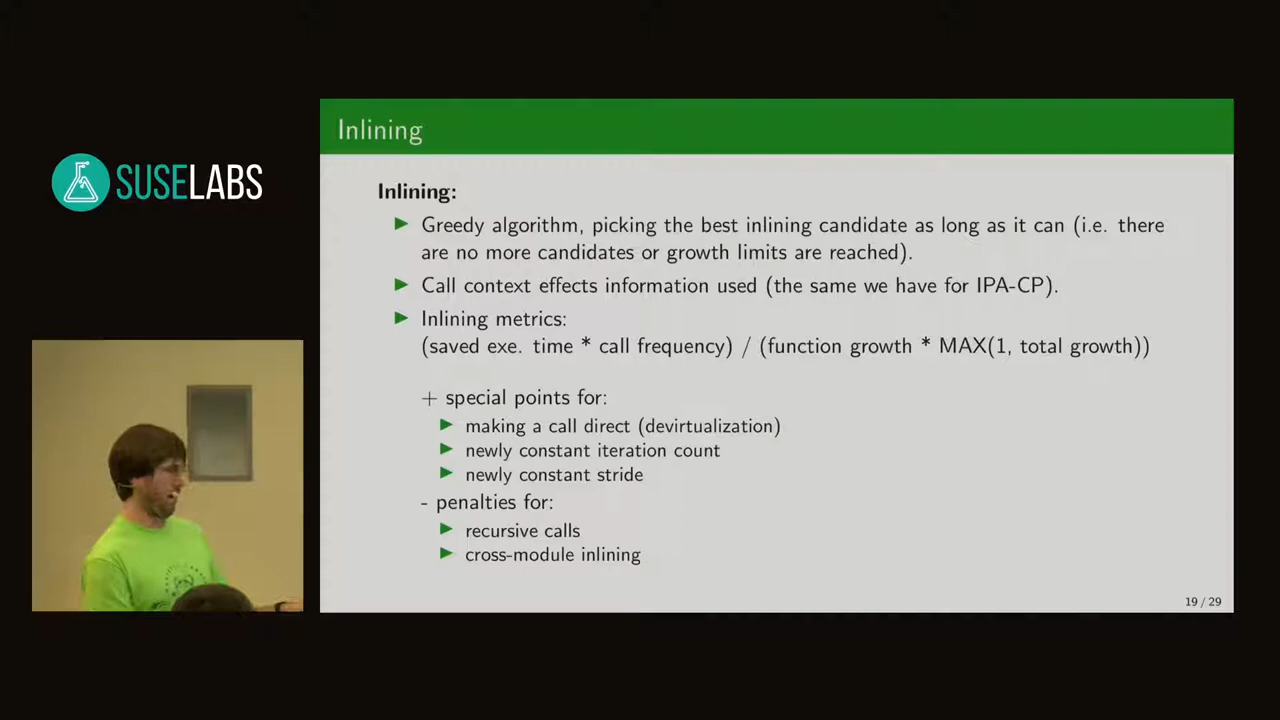 SUSELABS
Inlining
Inlining:
Greedy algorithm, picking the best inlining candidate as long as it can (i.e. there
are no more candidates or growth limits are reached).
Call context effects information used (the same we have for IPA-CP).
Inlining metrics:
(saved exe. time * call frequency) / (function growth * MAX(1, total growth))
+ special points for:
making a call direct (devirtualization)
newly constant iteration count
newly constant stride
- penalties for:
recursive calls
cross-module inlining
19 / 29